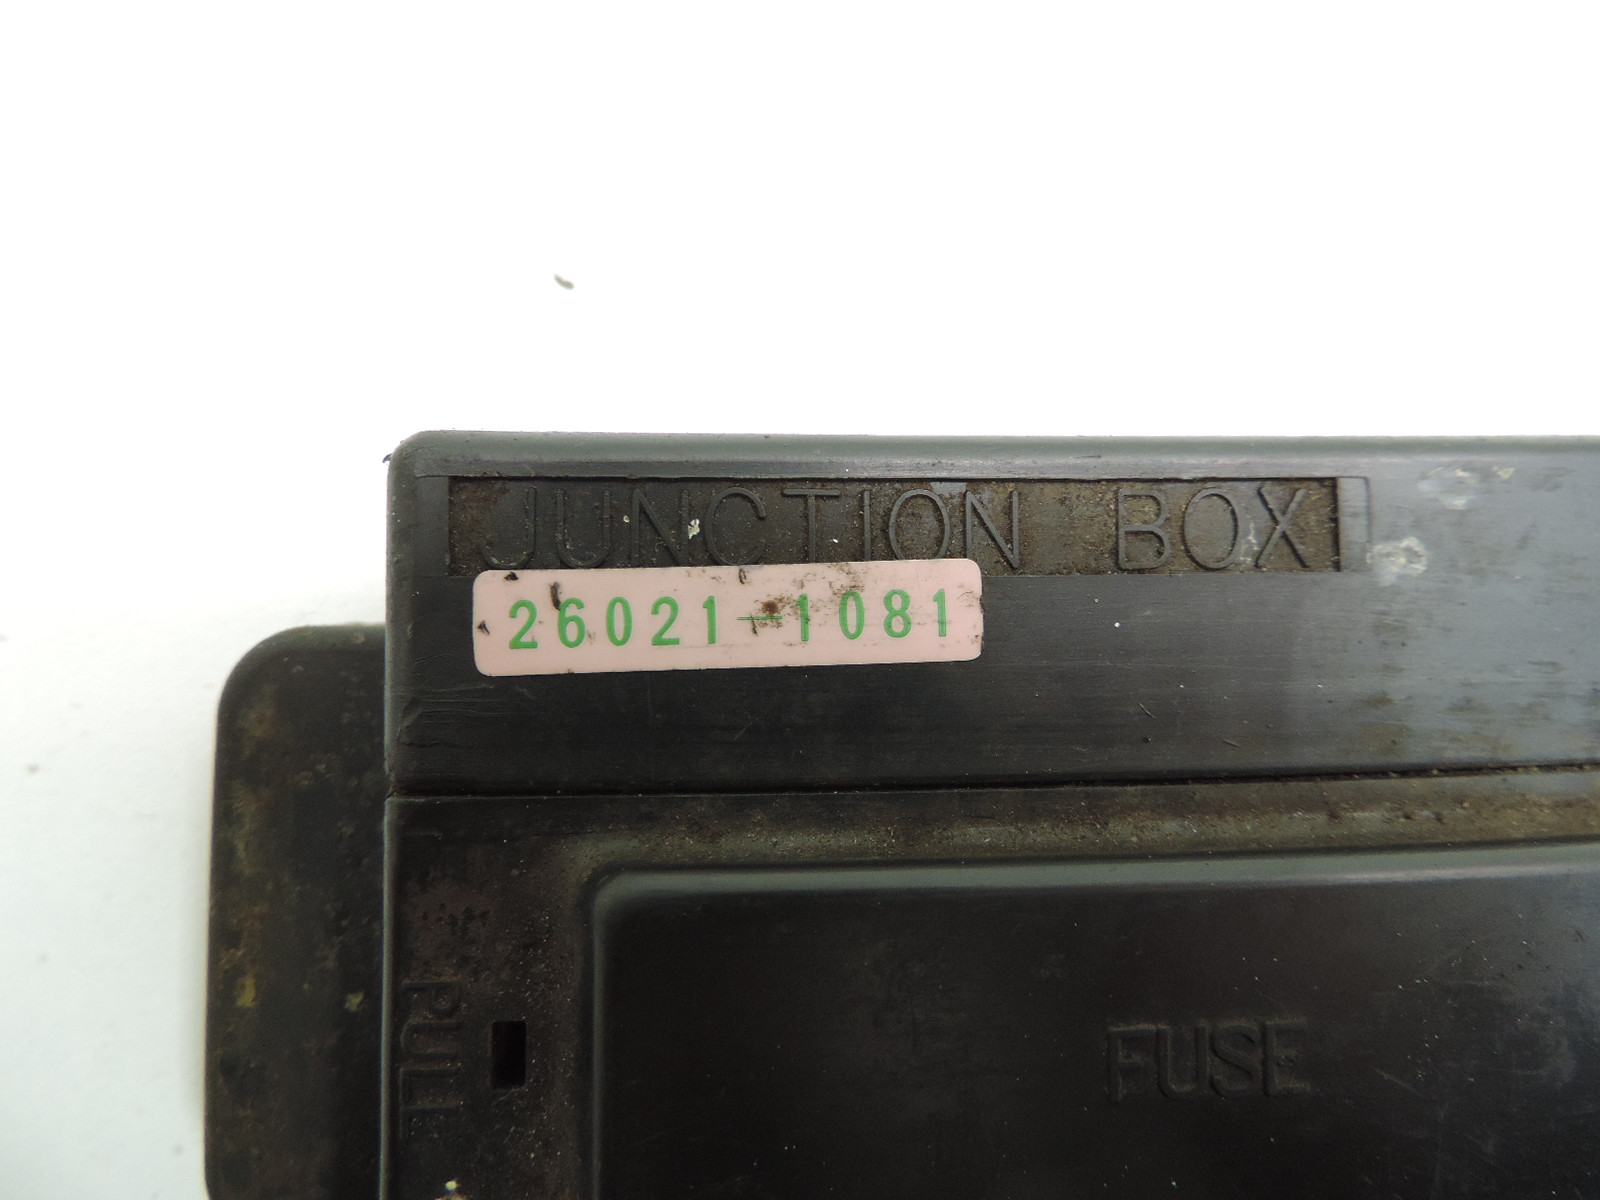 JUNCTION BOX
26021-1081
PULL
FUSE